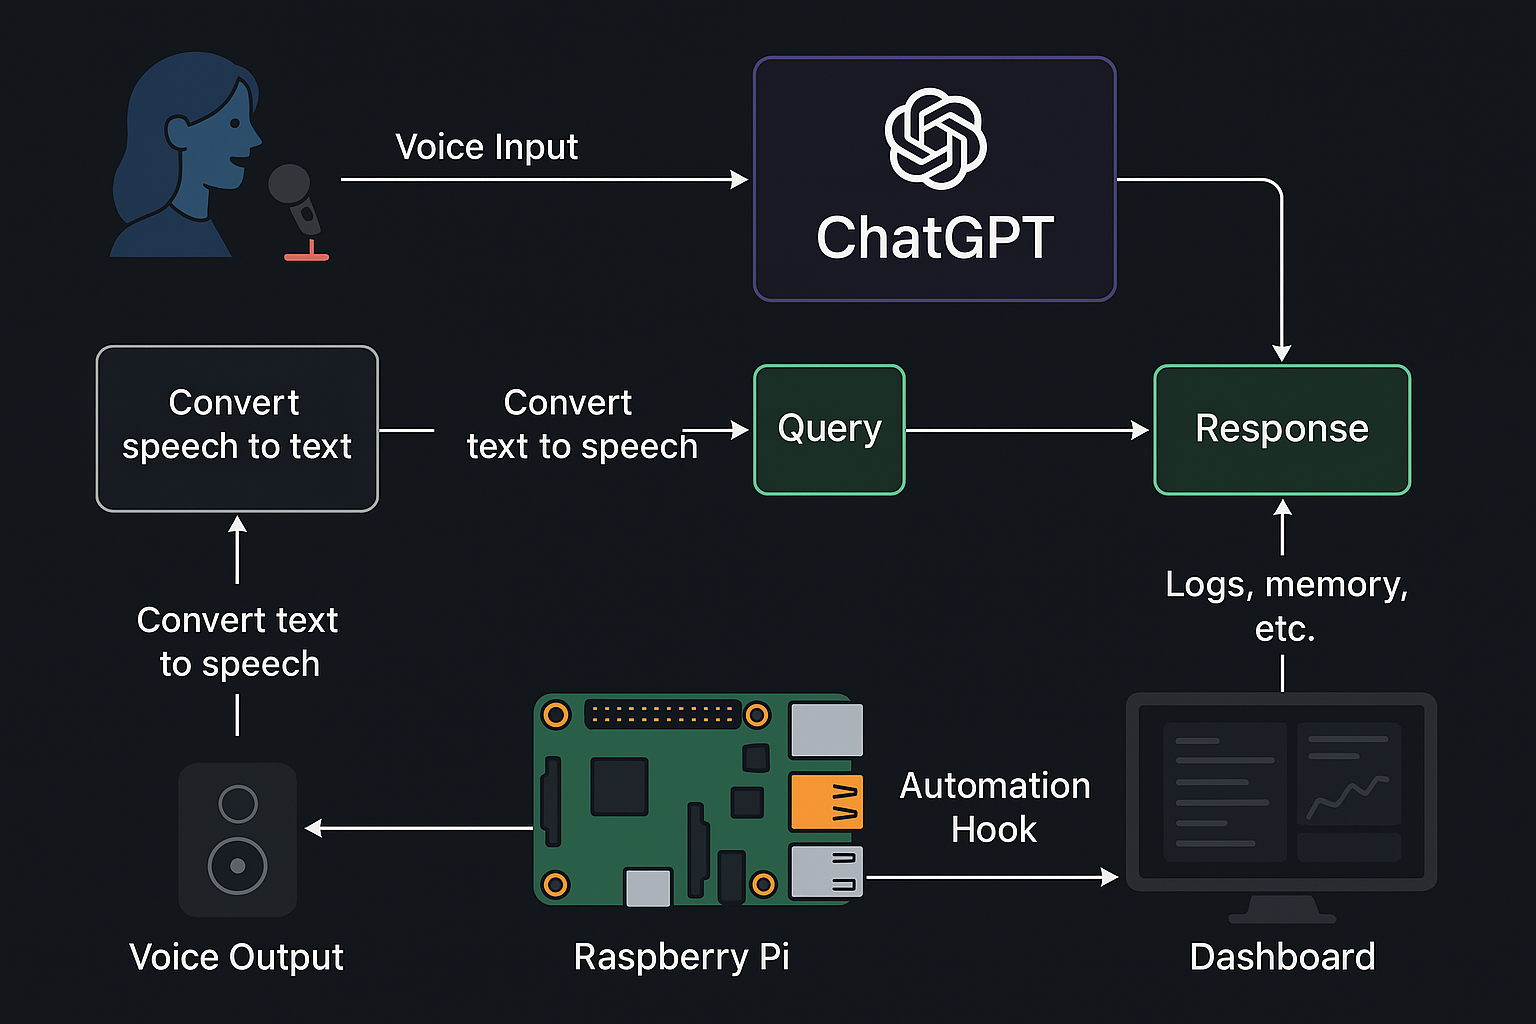 Voice Input
ChatGPT
Convert
speech to text
Convert
text to speech
Query
Response
Convert text
to speech
Logs, memory,
etc.
Automation
Hook
Voice Output
Raspberry Pi
Dashboard